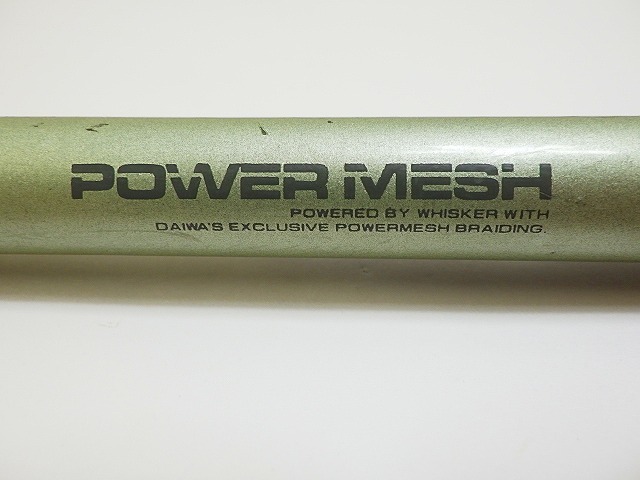 POWER MESH
POWERED BY WHISKER WITH
DAIWA'S EXCLUSIVE POWERMESH BRAIDING.